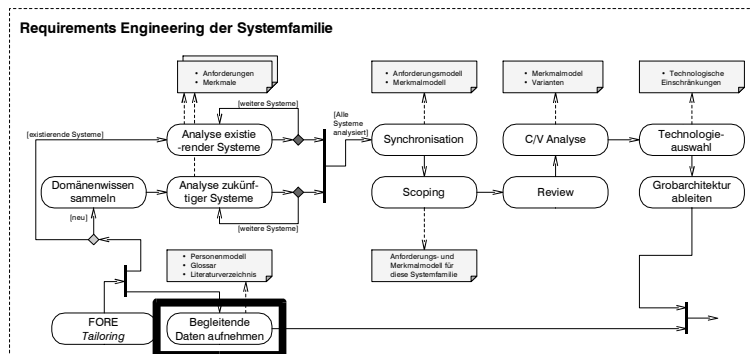 Requirements Engineering der Systemfamilie
• Anforderungen
• Merkmale
• Anforderungsmodell
• Merkmalmodell
• Merkmalmodel
• Varianten
• Technologische
Einschränkungen
[weitere Systeme]
[Alle
Systeme
analysiert]
[existierende Systeme]
Analyse existie
-render Systeme
Synchronisation
C/V Analyse
Technologie-
auswahl
Domänenwissen
sammeln
Analyse zukünf-
tiger Systeme
Scoping
Review
Grobarchitektur
ableiten
[neu]
[weitere Systeme]
• Personenmodell
• Glossar
• Literaturverzeichnis
Anforderungs- und
Merkmalmodell für
diese Systemfamilie
FORE
Tailoring
Begleitende
Daten aufnehmen